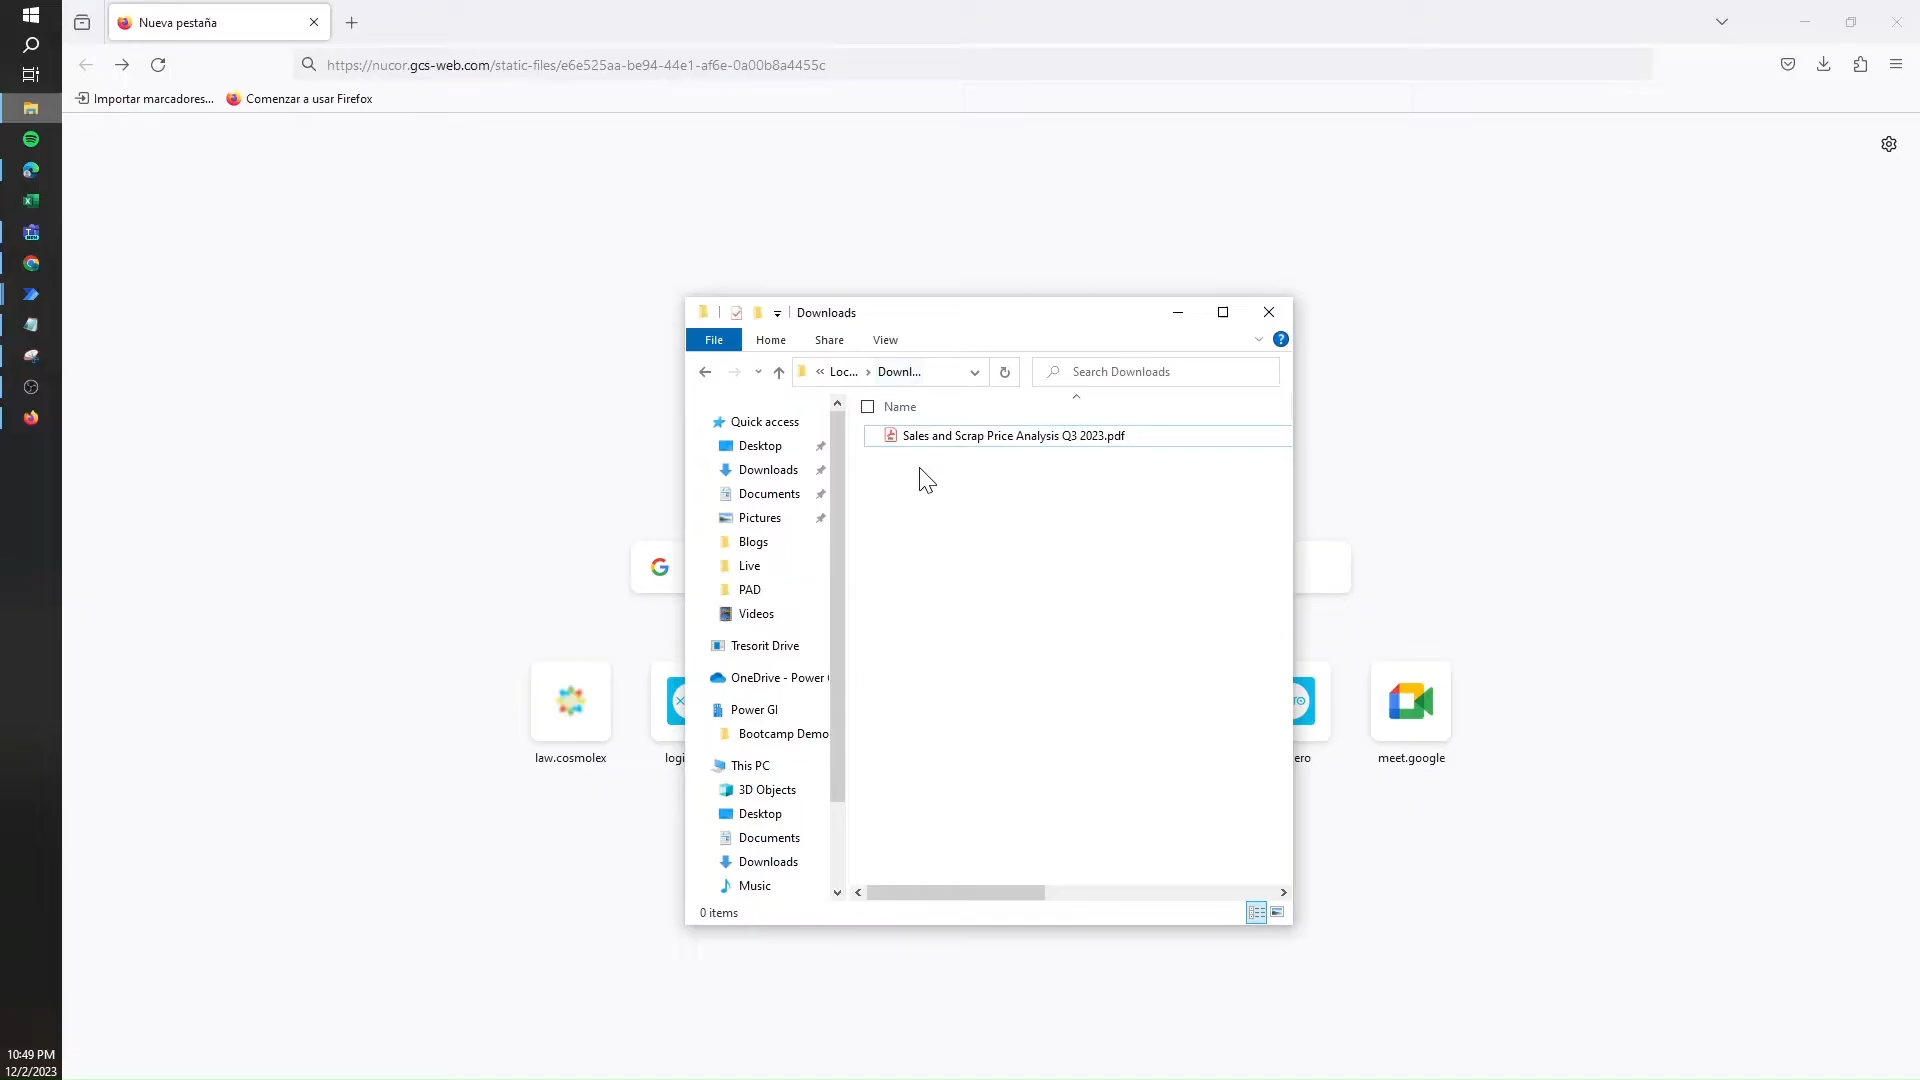 Nueva pestaña
https://nucor.gcs-web.com/static-files/e6e525aa-be94-44e1-af6e-0a00b8a4455c
Importar marcadores...
Comenzar a usar Firefox
Downloads
File
Home
Share
View
?
« Loc... › Downl...
Search Downloads
Name
Sales and Scrap Price Analysis Q3 2023.pdf
Quick access
Desktop
Downloads
Documents
Pictures
Blogs
Live
PAD
Videos
Tresorit Drive
OneDrive - Power
Power GI
Bootcamp Demo
This PC
3D Objects
Desktop
Documents
Downloads
Music
0 items
law.cosmolex
logi
ero
meet.google
10:49 PM
12/2/2023